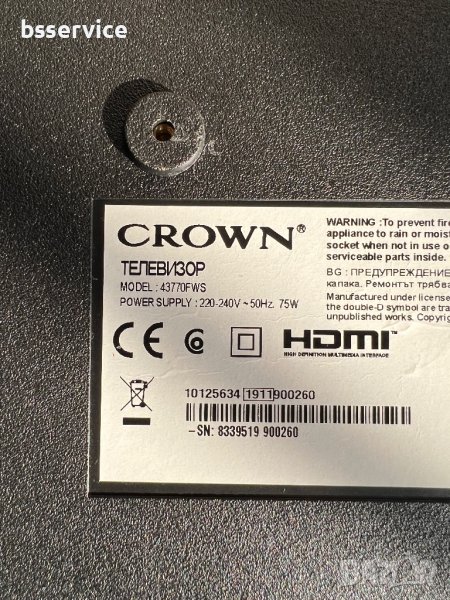 bsservice
CROWN®
ТЕЛЕВИЗОР
MODEL : 43770FWS
POWER SUPPLY : 220-240V ~ 50Hz. 75W
WARNING :To prevent fire
appliance to rain or moist
socket when not in use o
serviceable parts inside.
BG : ПРЕДУПРЕЖДЕНИЕ
капака. Ремонтът трябва
Manufactured under license
the double-D symbol are tra
unpublished works. Copyrig
CE
HDMI
HIGH DEFINITION MULTIMEDIA INTERFACE
10125634 1911900260
-SN: 8339519 900260